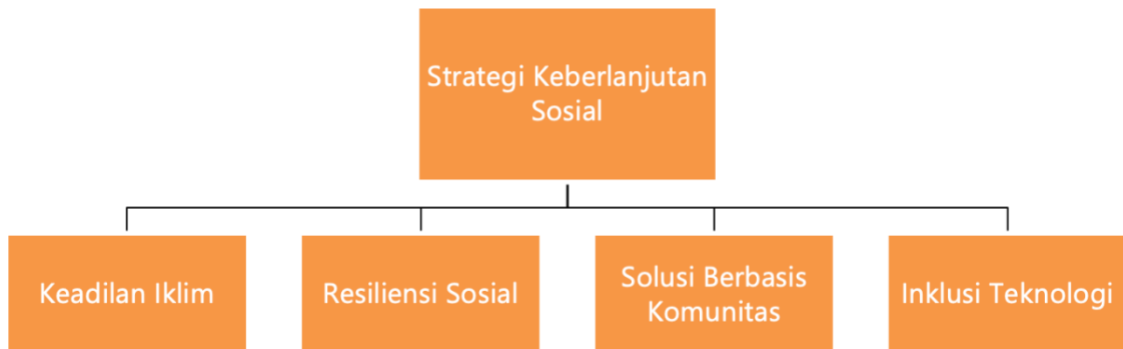 Strategi Keberlanjutan
Sosial
Keadilan Iklim
Resiliensi Sosial
Solusi Berbasis
Komunitas
Inklusi Teknologi